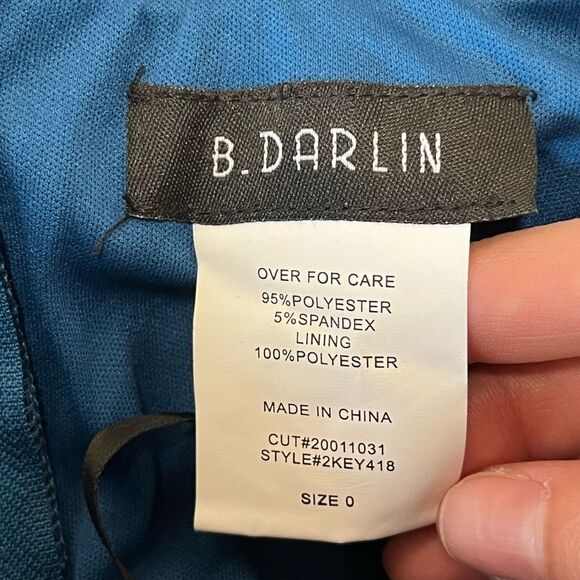 B.DARLIN
OVER FOR CARE
95%POLYESTER
5%SPANDEX
LINING
100%POLYESTER
MADE IN CHINA
CUT#20011031
STYLE#2KEY418
SIZE 0